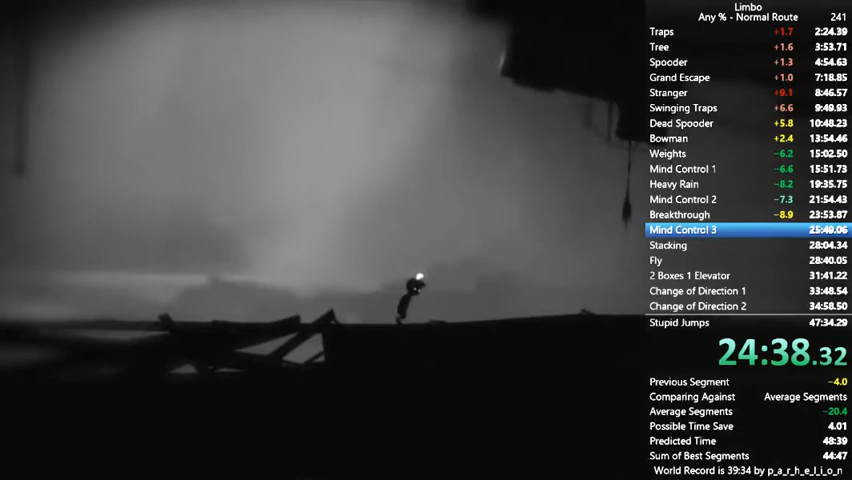 Limbo
Any % - Normal Route 241
Traps +1.7 2:24.39
Tree +1.6 3:53.71
Spooder +1.3 4:54.63
Grand Escape +1.0 7:18.85
Stranger +9.1 8:46.57
Swinging Traps +6.6 9:49.93
Dead Spooder +5.8 10:48.23
Bowman +2.4 13:54.46
Weights -6.2 15:02.50
Mind Control 1 -6.6 15:51.73
Heavy Rain -8.2 19:35.75
Mind Control 2 -7.3 21:54.43
Breakthrough -8.9 23:53.87
Mind Control 3 25:49.06
Stacking 28:04.34
Fly 28:40.05
2 Boxes 1 Elevator 31:41.22
Change of Direction 1 33:48.54
Change of Direction 2 34:58.50
Stupid Jumps 47:34.29
24:38.32
Previous Segment -4.0
Comparing Against Average Segments
Average Segments -20.4
Possible Time Save 4.01
Predicted Time 48:39
Sum of Best Segments 44:47
World Record is 39:34 by p_a_r_h_e_l_i_o_n